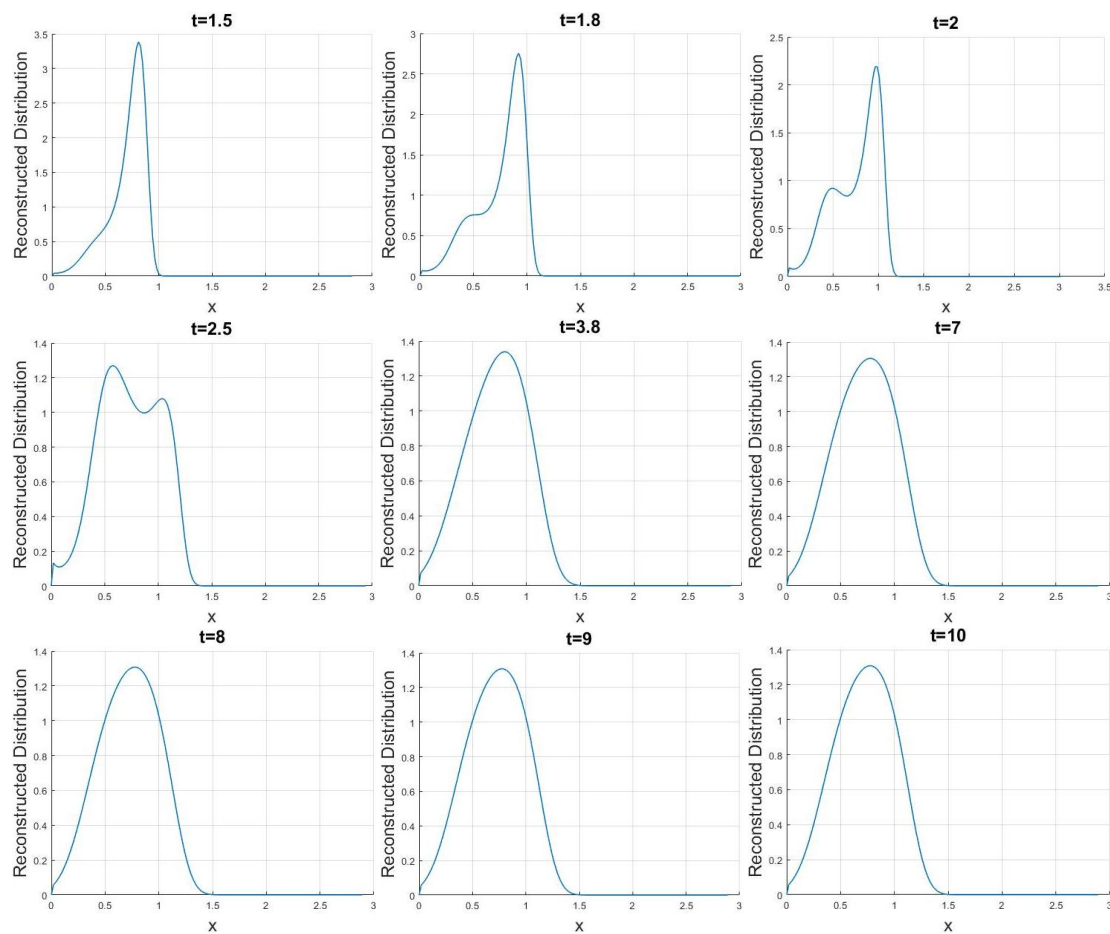 t=1.5
Reconstructed Distribution
3.5
3
2.5
2
1.5
1
0.5
0
0 0.5 1 1.5 2 2.5 3
x
t=1.8
Reconstructed Distribution
3
2.5
2
1.5
1
0.5
0
0 0.5 1 1.5 2 2.5 3
x
t=2
Reconstructed Distribution
2.5
2
1.5
1
0.5
0
0 0.5 1 1.5 2 2.5 3 3.5
x
t=2.5
Reconstructed Distribution
1.4
1.2
1
0.8
0.6
0.4
0.2
0
0 0.5 1 1.5 2 2.5 3
x
t=3.8
Reconstructed Distribution
1.4
1.2
1
0.8
0.6
0.4
0.2
0
0 0.5 1 1.5 2 2.5 3
x
t=7
Reconstructed Distribution
1.4
1.2
1
0.8
0.6
0.4
0.2
0
0 0.5 1 1.5 2 2.5 3
x
t=8
Reconstructed Distribution
1.4
1.2
1
0.8
0.6
0.4
0.2
0
0 0.5 1 1.5 2 2.5 3
x
t=9
Reconstructed Distribution
1.4
1.2
1
0.8
0.6
0.4
0.2
0
0 0.5 1 1.5 2 2.5 3
x
t=10
Reconstructed Distribution
1.4
1.2
1
0.8
0.6
0.4
0.2
0
0 0.5 1 1.5 2 2.5 3
x